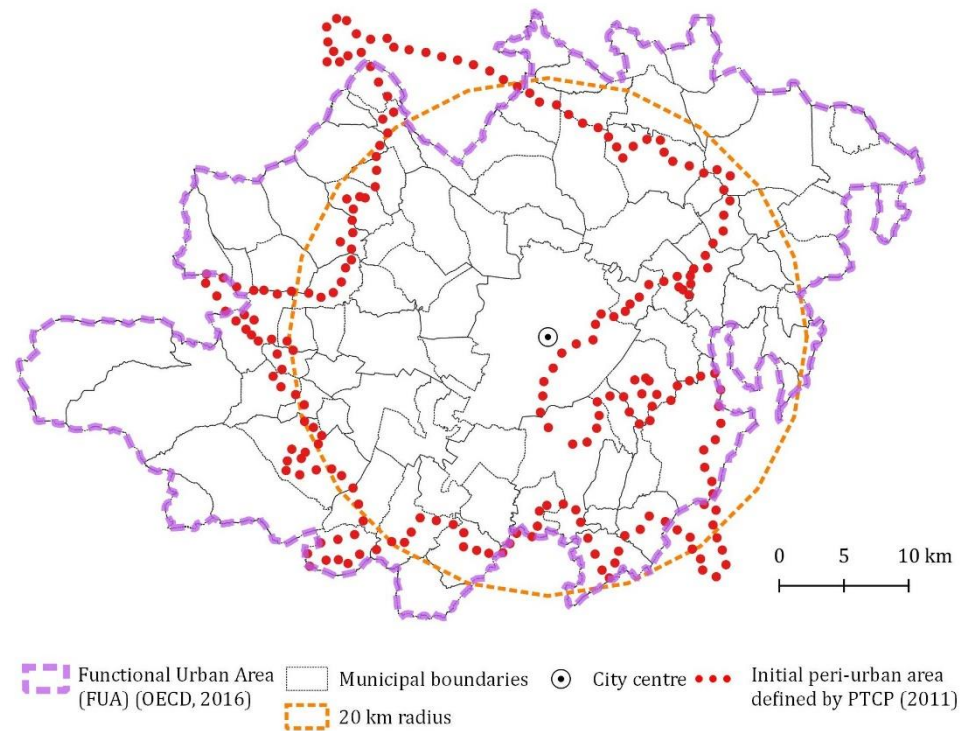 0 5 10 km
Functional Urban Area
(FUA) (OECD, 2016)
Municipal boundaries
20 km radius
City centre
Initial peri-urban area
defined by PTCP (2011)